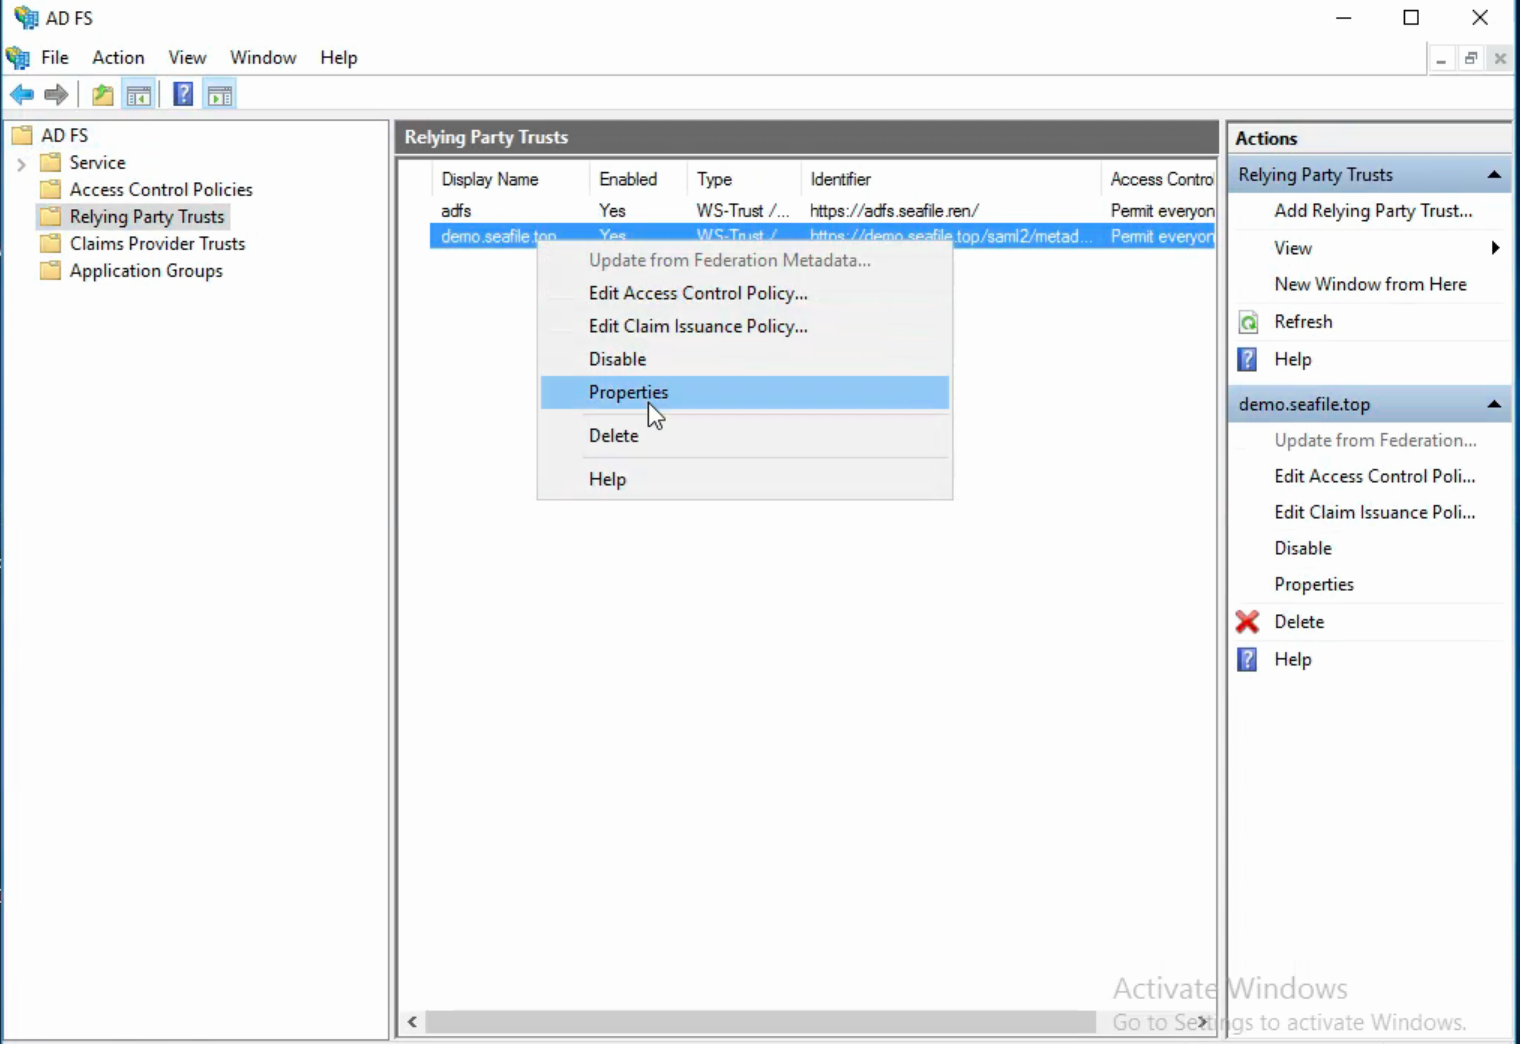 AD FS
File Action View Window Help
AD FS
Service
Access Control Policies
Relying Party Trusts
Claims Provider Trusts
Application Groups
Relying Party Trusts
Display Name Enabled Type Identifier Access Contro
adfs Yes WS-Trust /... https://adfs.seafile.ren/ Permit everyon
demo.seafile.top Yes WS-Trust / https://demo.seafile.top/saml2/metad... Permit everyon
Update from Federation Metadata...
Edit Access Control Policy...
Edit Claim Issuance Policy...
Disable
Properties
Delete
Help
Actions
Relying Party Trusts
Add Relying Party Trust...
View
New Window from Here
Refresh
Help
demo.seafile.top
Update from Federation...
Edit Access Control Poli...
Edit Claim Issuance Poli...
Disable
Properties
Delete
Help
Activate Windows
Go to Settings to activate Windows.